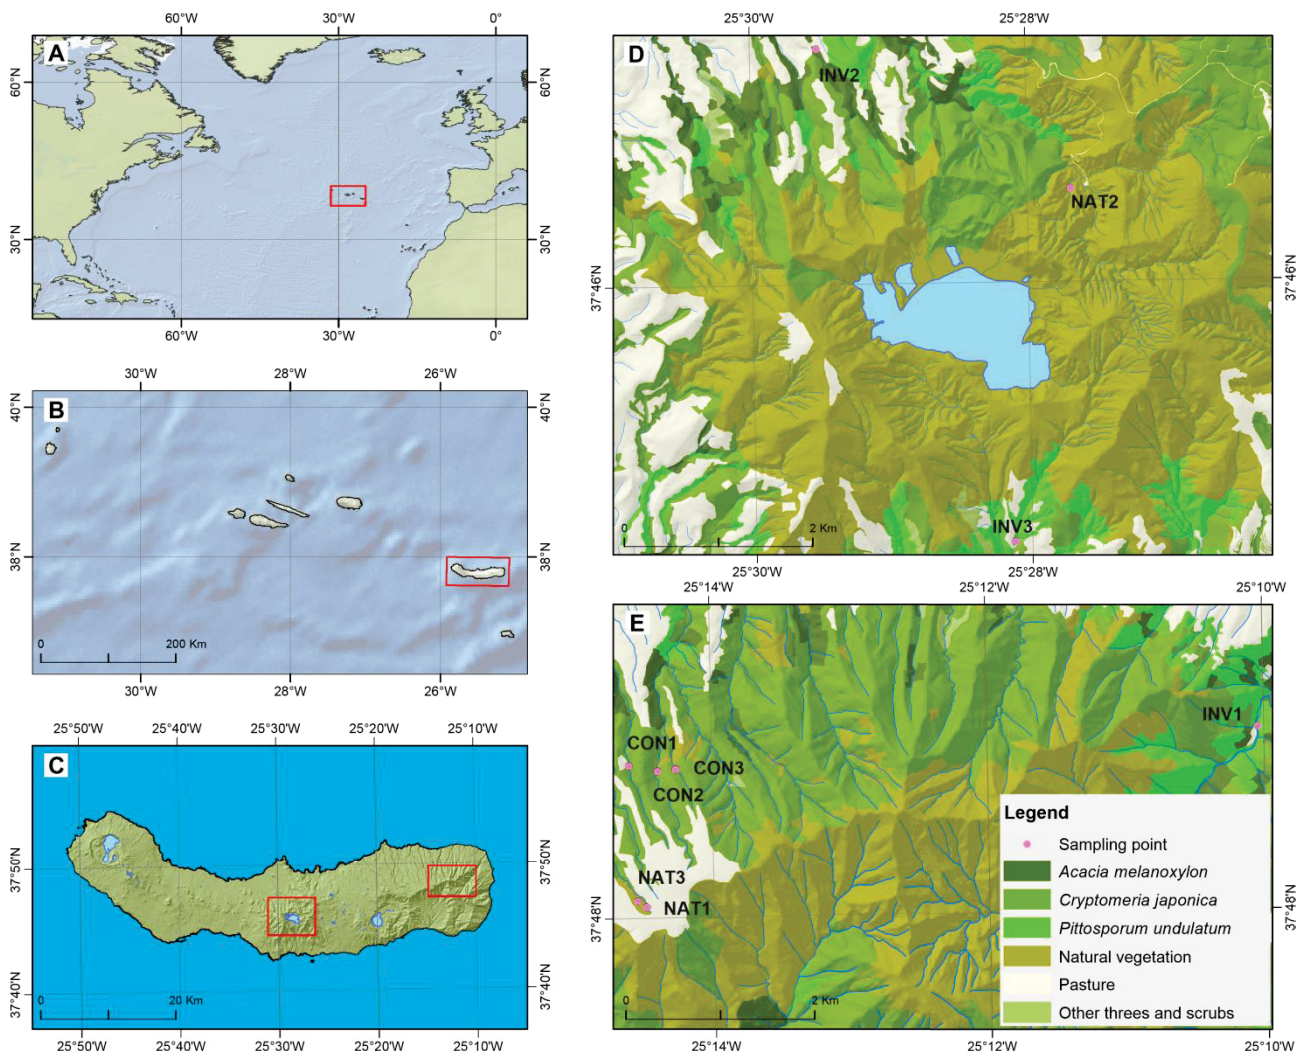 60°W 40°W 20°W 0°
A
60°N 60°N
30°N 30°N
60°W 30°W 0°
30°W 28°W 26°W
B
40°N 40°N
38°N 38°N
0 200 Km
30°W 28°W 26°W
25°50'W 25°40'W 25°30'W 25°20'W 25°10'W
C
37°50'N 37°50'N
37°40'N 37°40'N
0 20 Km
25°50'W 25°40'W 25°30'W 25°20'W 25°10'W
25°30'W 25°28'W
D
INV2
NAT2
37°46'N 37°46'N
INV3
0 2 Km
25°30'W 25°28'W
25°14'W 25°12'W 25°10'W
E
INV1
CON1
CON3
CON2
NAT3
NAT1
37°48'N 37°48'N
0 2 Km
Legend
Sampling point
Acacia melanoxylon
Cryptomeria japonica
Pittosporum undulatum
Natural vegetation
Pasture
Other threes and scrubs
25°14'W 25°12'W 25°10'W